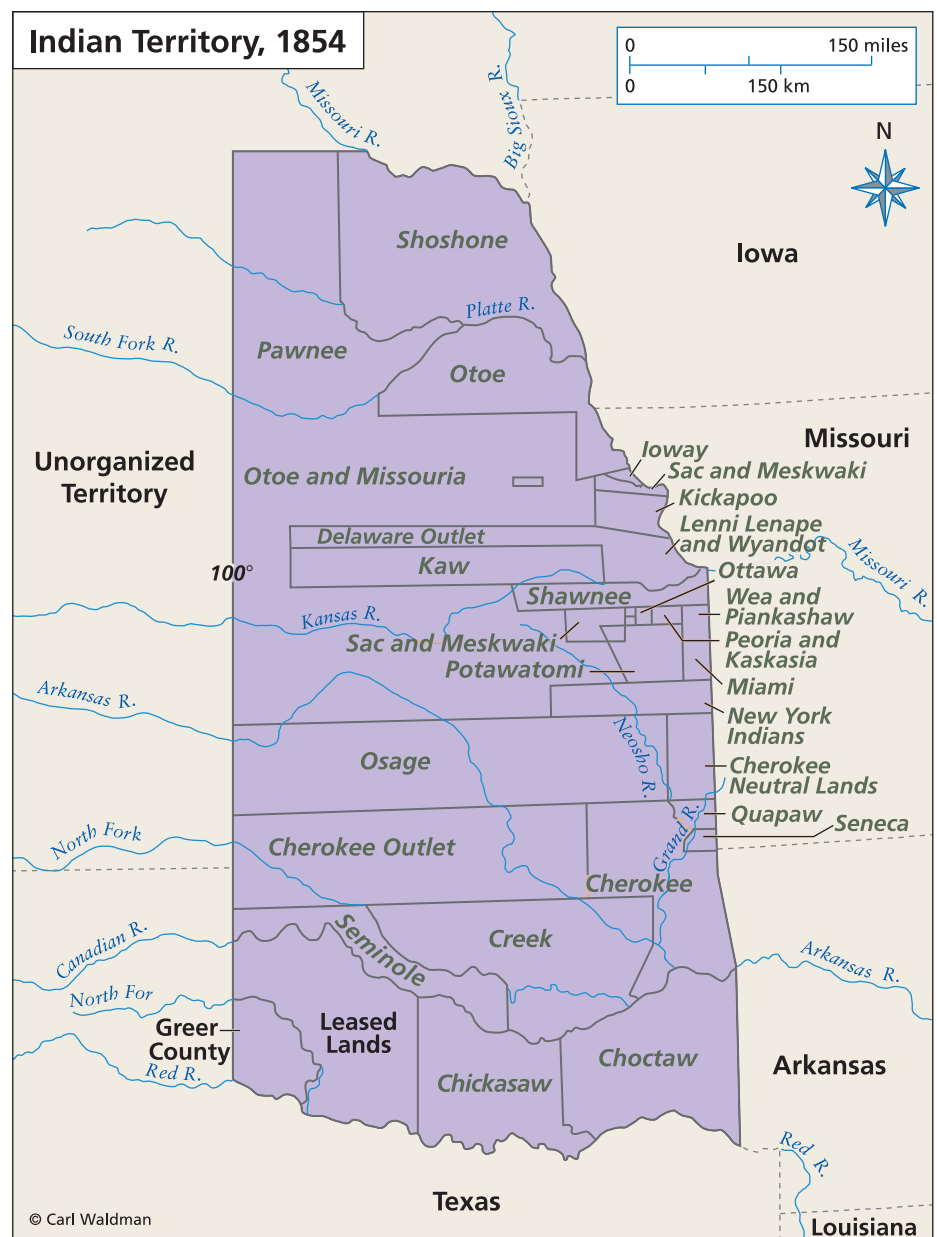 Indian Territory, 1854
0 150 miles
0 150 km
N
Missouri R.
Big Sioux R.
Iowa
Shoshone
Platte R.
South Fork R.
Pawnee
Otoe
Missouri
Unorganized
Territory
Otoe and Missouria
Ioway
Sac and Meskwaki
Kickapoo
Lenni Lenape
and Wyandot
Delaware Outlet
Kaw
100°
Missouri R.
Ottawa
Shawnee
Wea and
Piankashaw
Kansas R.
Sac and Meskwaki
Potawatomi
Peoria and
Kaskasia
Miami
Arkansas R.
New York
Indians
Neosho R.
Osage
Cherokee
Neutral Lands
Quapaw
Seneca
North Fork
Grand R.
Cherokee Outlet
Cherokee
Canadian R.
Seminole
Creek
Arkansas R.
North For
Greer
County
Leased
Lands
Red R.
Chickasaw
Choctaw
Arkansas
Red R.
Texas
© Carl Waldman
Louisiana